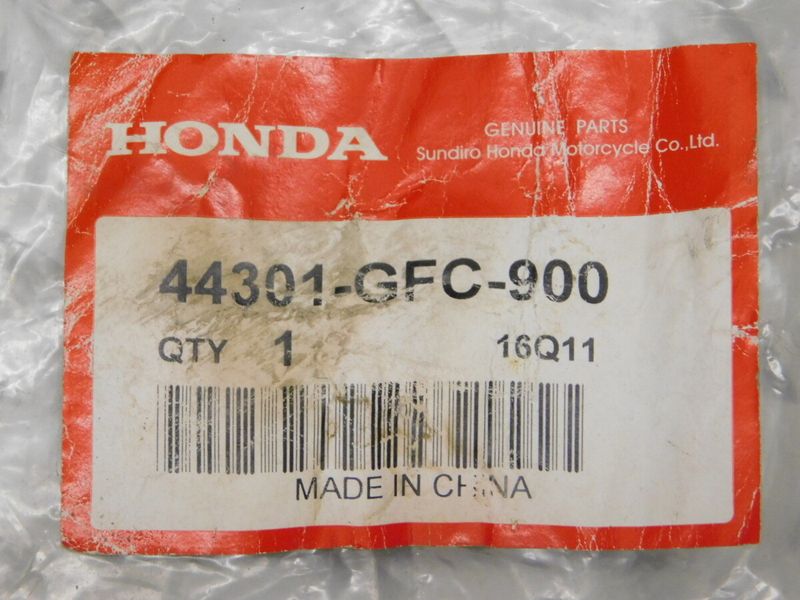 HONDA
GENUINE PARTS
Sundiro Honda Motorcycle Co.,Ltd.
44301-GFC-900
QTY 1 16Q11
MADE IN CHINA